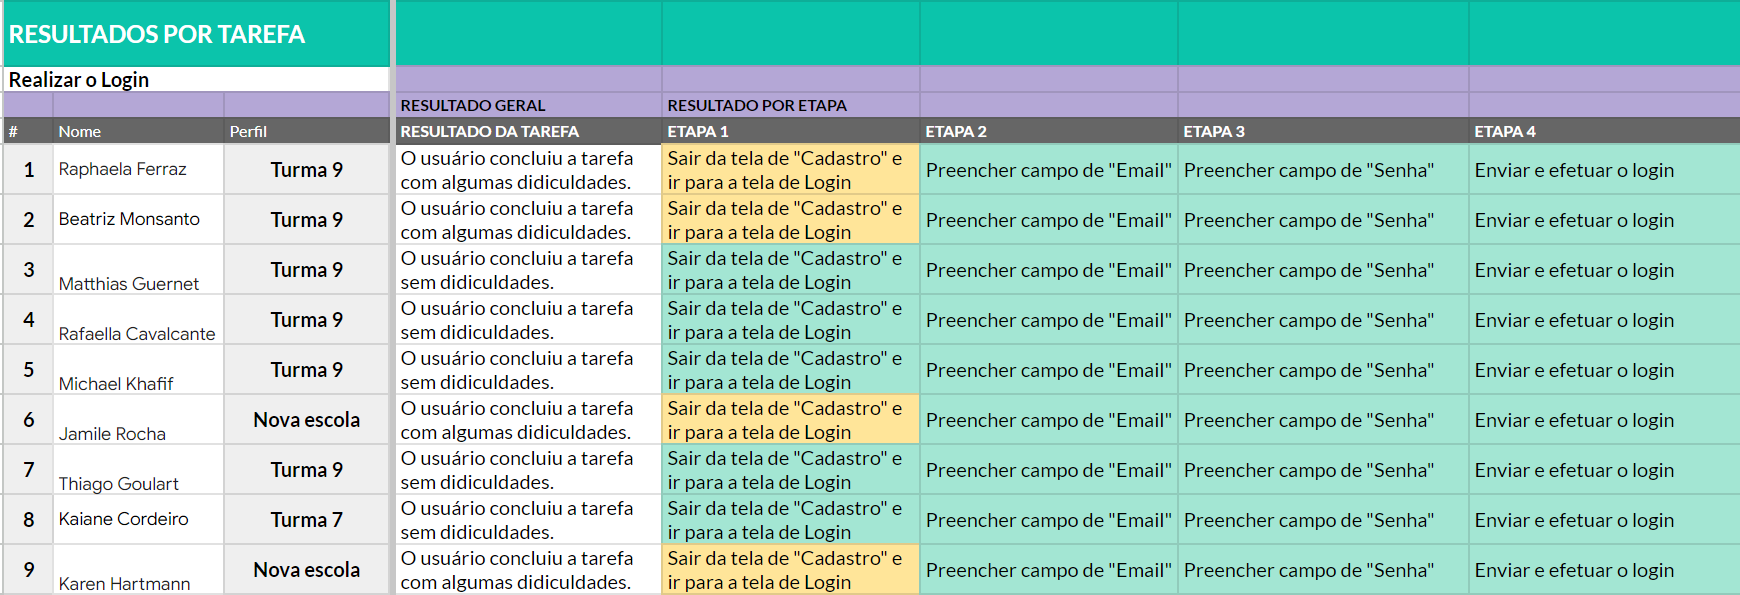 RESULTADOS POR TAREFA
Realizar o Login
RESULTADO GERAL RESULTADO POR ETAPA
# Nome Perfil RESULTADO DA TAREFA ETAPA 1 ETAPA 2 ETAPA 3 ETAPA 4
1 Raphaela Ferraz Turma 9 O usuário concluiu a tarefa com algumas didiculdades. Sair da tela de "Cadastro" e ir para a tela de Login Preencher campo de "Email" Preencher campo de "Senha" Enviar e efetuar o login
2 Beatriz Monsanto Turma 9 O usuário concluiu a tarefa com algumas didiculdades. Sair da tela de "Cadastro" e ir para a tela de Login Preencher campo de "Email" Preencher campo de "Senha" Enviar e efetuar o login
3 Matthias Guernet Turma 9 O usuário concluiu a tarefa sem didiculdades. Sair da tela de "Cadastro" e ir para a tela de Login Preencher campo de "Email" Preencher campo de "Senha" Enviar e efetuar o login
4 Rafaella Cavalcante Turma 9 O usuário concluiu a tarefa sem didiculdades. Sair da tela de "Cadastro" e ir para a tela de Login Preencher campo de "Email" Preencher campo de "Senha" Enviar e efetuar o login
5 Michael Khafif Turma 9 O usuário concluiu a tarefa sem didiculdades. Sair da tela de "Cadastro" e ir para a tela de Login Preencher campo de "Email" Preencher campo de "Senha" Enviar e efetuar o login
6 Jamile Rocha Nova escola O usuário concluiu a tarefa com algumas didiculdades. Sair da tela de "Cadastro" e ir para a tela de Login Preencher campo de "Email" Preencher campo de "Senha" Enviar e efetuar o login
7 Thiago Goulart Turma 9 O usuário concluiu a tarefa sem didiculdades. Sair da tela de "Cadastro" e ir para a tela de Login Preencher campo de "Email" Preencher campo de "Senha" Enviar e efetuar o login
8 Kaiane Cordeiro Turma 7 O usuário concluiu a tarefa sem didiculdades. Sair da tela de "Cadastro" e ir para a tela de Login Preencher campo de "Email" Preencher campo de "Senha" Enviar e efetuar o login
9 Karen Hartmann Nova escola O usuário concluiu a tarefa com algumas didiculdades. Sair da tela de "Cadastro" e ir para a tela de Login Preencher campo de "Email" Preencher campo de "Senha" Enviar e efetuar o login